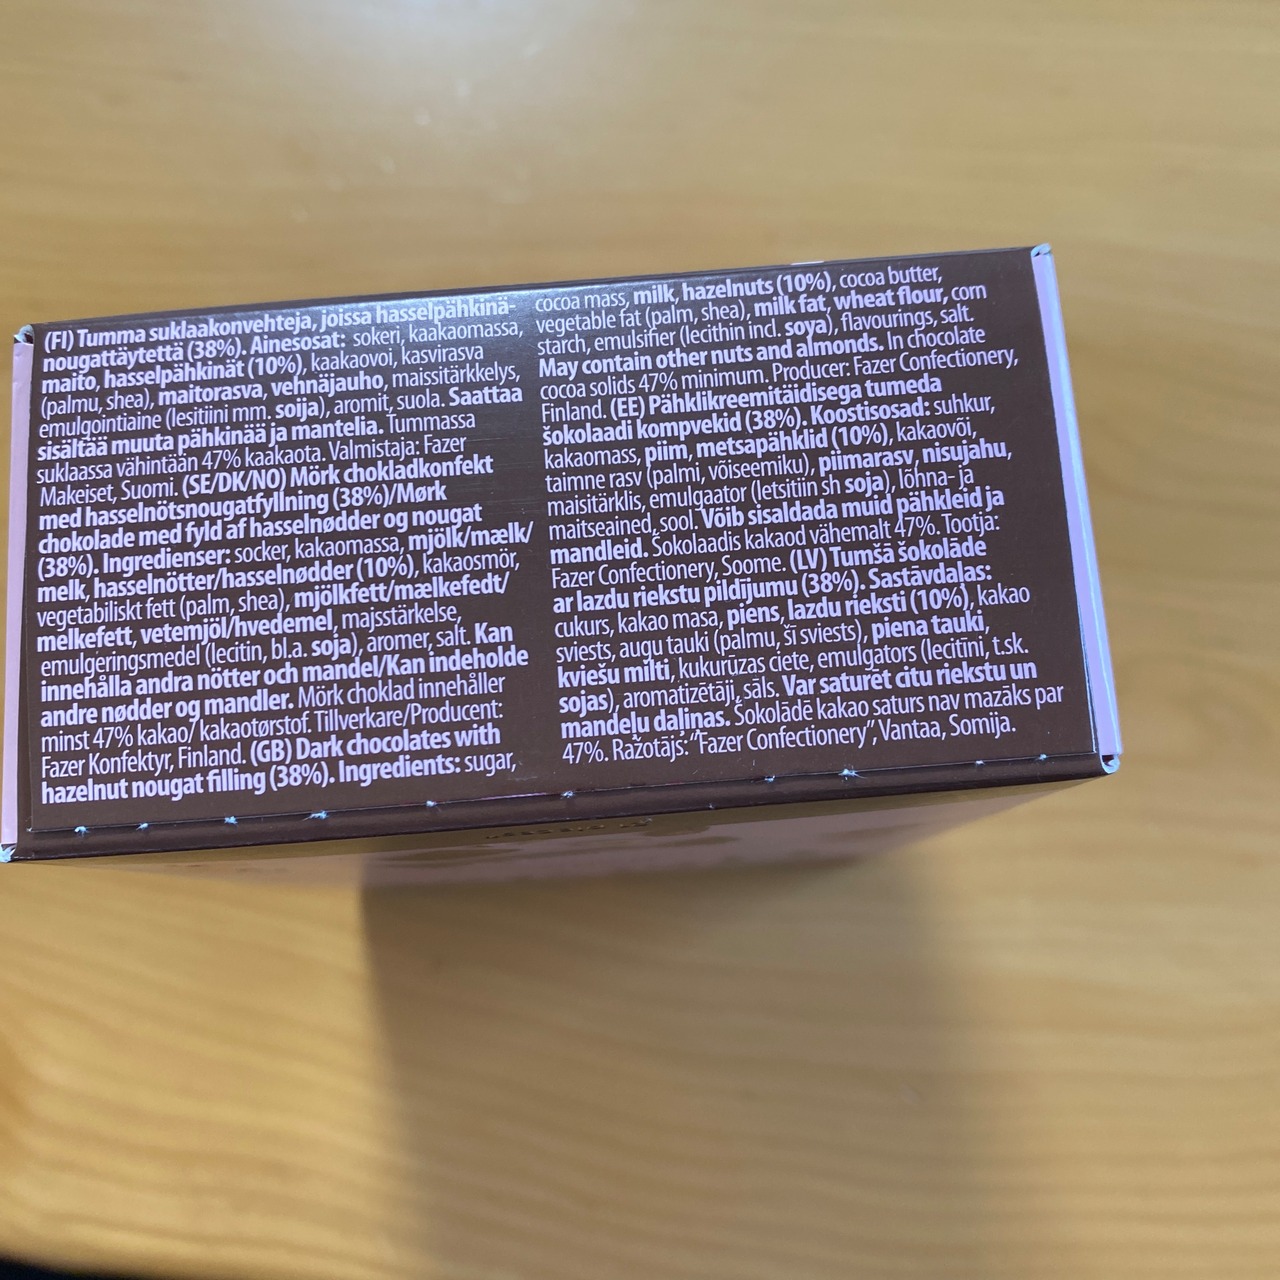 (FI) Tumma suklaakonvehteja, joissa hasselpähkinä-
nougattäytettä (38%). Ainesosat: sokeri, kaakaomassa,
maito, hasselpähkinät (10%), kaakaovoi, kasvirasva
(palmu, shea), maitorasva, vehnäjauho, maissitärkkelys,
emulgointiaine (lesitiini mm. soija), aromit, suola. Saattaa
sisältää muuta pähkinää ja mantelia. Tummassa
suklaassa vähintään 47% kaakaota. Valmistaja: Fazer
Makeiset, Suomi. (SE/DK/NO) Mörk chokladkonfekt
med hasselnötsnougatfyllning (38%)/Mørk
chokolade med fyld af hasselnødder og nougat
(38%). Ingredienser: socker, kakaomassa, mjölk/mælk/
melk, hasselnötter/hasselnødder (10%), kakaosmör,
vegetabiliskt fett (palm, shea), mjölkfett/mælkefedt/
melkefett, vetemjöl/hvedemel, majsstärkelse,
emulgeringsmedel (lecitin, bl.a. soja), aromer, salt. Kan
innehålla andra nötter och mandel/Kan indeholde
andre nødder og mandler. Mörk choklad innehåller
minst 47% kakao/ kakaotørstof. Tillverkare/Producent:
Fazer Konfektyr, Finland. (GB) Dark chocolates with
hazelnut nougat filling (38%). Ingredients: sugar,
cocoa mass, milk, hazelnuts (10%), cocoa butter,
vegetable fat (palm, shea), milk fat, wheat flour, corn
starch, emulsifier (lecithin incl. soya), flavourings, salt.
May contain other nuts and almonds. In chocolate
cocoa solids 47% minimum. Producer: Fazer Confectionery,
Finland. (EE) Pähklikreemitäidisega tumeda
šokolaadi kompvekid (38%). Koostisosad: suhkur,
kakaomass, piim, metsapähklid (10%), kakaovõi,
taimne rasv (palmi, võiseemiku), piimarasv, nisujahu,
maisitärklis, emulgaator (letsitiin sh soja), lõhna- ja
maitseained, sool. Võib sisaldada muid pähkleid ja
mandleid. Šokolaadis kakaod vähemalt 47%. Tootja:
Fazer Confectionery, Soome. (LV) Tumšā šokolāde
ar lazdu riekstu pildījumu (38%). Sastāvdaļas:
cukurs, kakao masa, piens, lazdu rieksti (10%), kakao
sviests, augu tauki (palmu, šī sviests), piena tauki,
kviešu milti, kukurūzas ciete, emulgators (lecitīni, t.sk.
sojas), aromatizētāji, sāls. Var saturēt citu riekstu un
mandeļu daļiņas. Šokolādē kakao saturs nav mazāks par
47%. Ražotājs: "Fazer Confectionery", Vantaa, Somija.